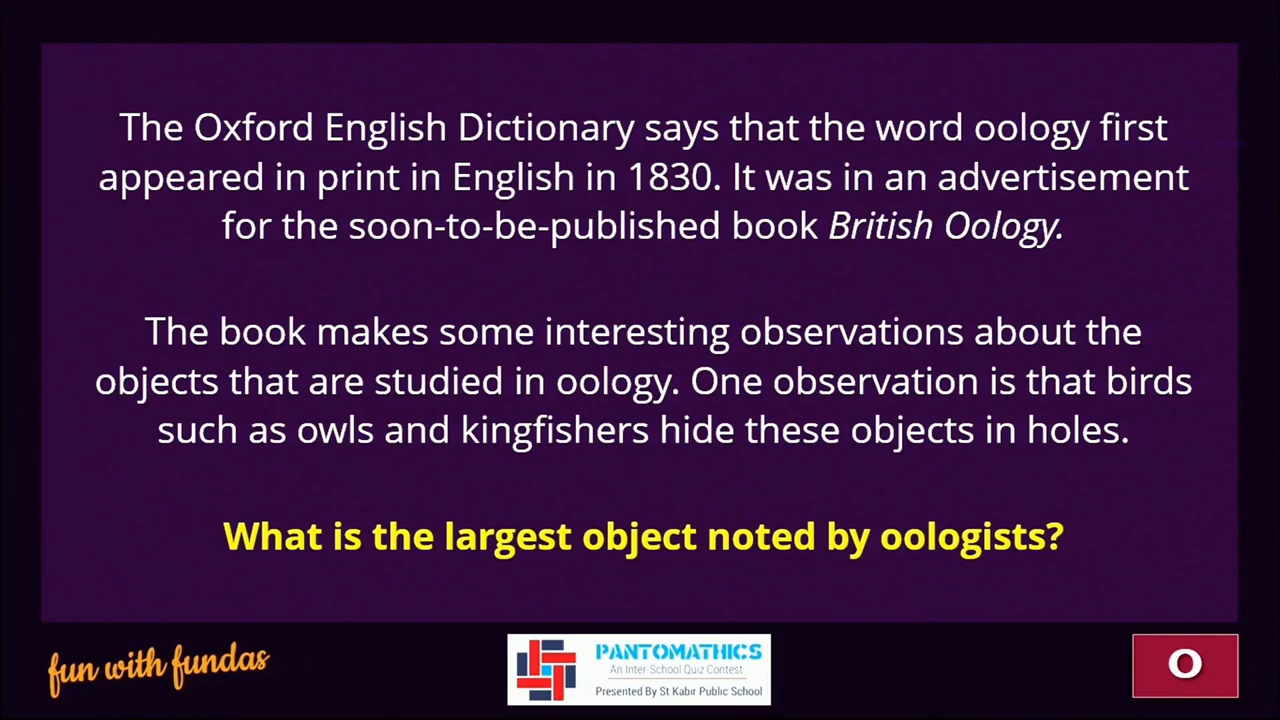 The Oxford English Dictionary says that the word oology first
appeared in print in English in 1830. It was in an advertisement
for the soon-to-be-published book British Oology.
The book makes some interesting observations about the
objects that are studied in oology. One observation is that birds
such as owls and kingfishers hide these objects in holes.
What is the largest object noted by oologists?
fun with fundas
PANTOMATHICS
An Inter-School Quiz Contest
Presented By St Kabir Public School
O